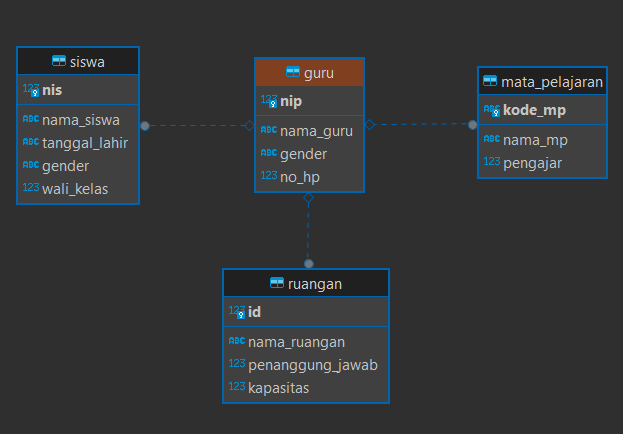 siswa
123 nis
ABC nama_siswa
ABC tanggal_lahir
ABC gender
123 wali_kelas
guru
123 nip
ABC nama_guru
ABC gender
123 no_hp
mata_pelajaran
ABC kode_mp
ABC nama_mp
123 pengajar
ruangan
123 id
ABC nama_ruangan
123 penanggung_jawab
123 kapasitas